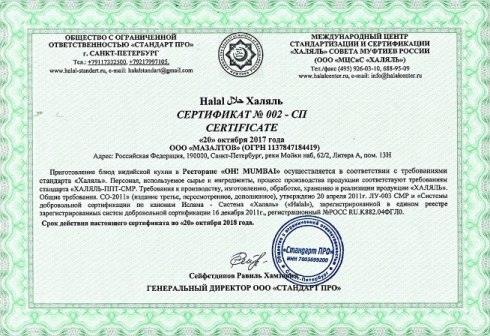 ОБЩЕСТВО С ОГРАНИЧЕННОЙ
ОТВЕТСТВЕННОСТЬЮ «СТАНДАРТ ПРО»
г. САНКТ-ПЕТЕРБУРГ
Тел.: +79117332500, +79217997105.
www.halal-standart.ru, e-mail: halalstandart@gmail.com
МЕЖДУНАРОДНЫЙ ЦЕНТР
СТАНДАРТИЗАЦИИ И СЕРТИФИКАЦИИ
«ХАЛЯЛЬ» СОВЕТА МУФТИЕВ РОССИИ
(ООО «МЦСиС «ХАЛЯЛЬ»)
Тел./факс (495) 926-03-10, 688-95-09
www.halalcenter.ru, e-mail: info@halalcenter.ru
Halal حلال Халяль
СЕРТИФИКАТ № 002 - СП
CERTIFICATE
«20» октября 2017 года
ООО «МАЗАЛТОВ» (ОГРН 1137847184419)
Адрес: Российская Федерация, 190000, Санкт-Петербург, реки Мойки наб, 62/2, Литера А, пом. 13Н
Приготовление блюд индийской кухни в Ресторане «OH! MUMBAI» осуществляется в соответствии с требованиями
стандарта «Халяль». Персонал, используемое сырье и ингредиенты, процесс производства продукции соответствуют требованиям
стандарта «ХАЛЯЛЬ-ППТ-СМР. Требования к производству, изготовлению, обработке, хранению и реализации продукции «ХАЛЯЛЬ».
Общие требования. СО-2011» (издание третье, пересмотренное, дополненное), утверждено 20 апреля 2011г. ЛУ-003 СМР и «Системы
добровольной сертификации по канонам Ислама - Система «Халяль» («Halal»), зарегистрированной в едином реестре
зарегистрированных систем добровольной сертификации 16 декабря 2011г., регистрационный №РОСС RU.К882.04ФГЛ0.
Срок действия настоящего сертификата по «20» октября 2018 года.
«Стандарт ПРО»
ИНН 7805699200
Сейфетдинов Равиль Хамзович
ГЕНЕРАЛЬНЫЙ ДИРЕКТОР ООО «СТАНДАРТ ПРО»